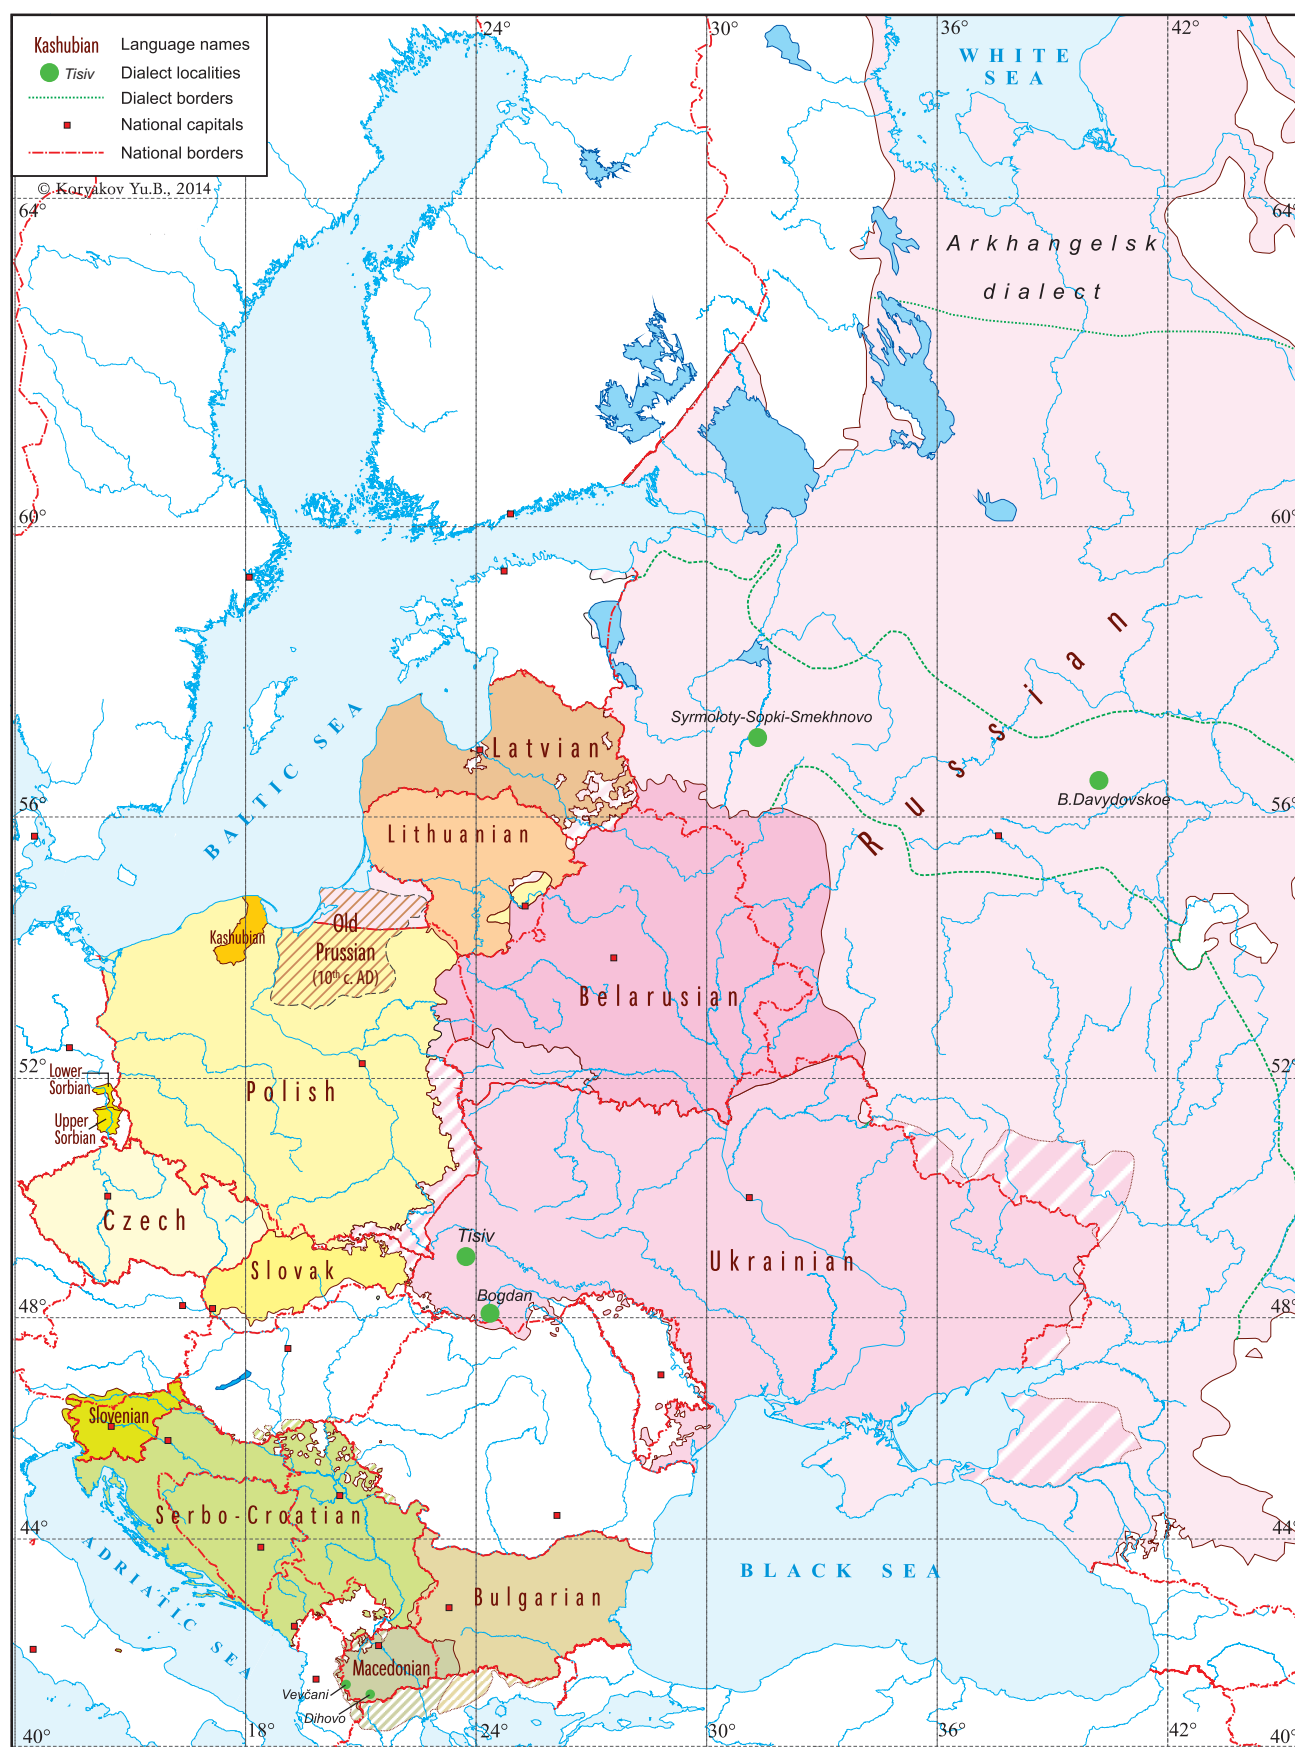 Kashubian Language names
Tisiv Dialect localities
Dialect borders
National capitals
National borders
© Koryakov Yu.B., 2014
24°
30°
36°
42°
WHITE
SEA
64°
64°
Arkhangelsk
dialect
60°
60°
Russian
Syrmoloty-Sopki-Smekhnovo
B.Davydovskoe
BALTIC SEA
Latvian
56°
56°
Lithuanian
Kashubian
Old
Prussian
(10th c. AD)
Belarusian
52°
52°
Lower
Sorbian
Polish
Upper
Sorbian
Czech
Tisiv
Slovak
Ukrainian
Bogdan
48°
48°
Slovenian
Serbo-Croatian
44°
44°
ADRIATIC SEA
BLACK SEA
Bulgarian
Macedonian
Vevčani
Dihovo
40°
18°
24°
30°
36°
42°
40°